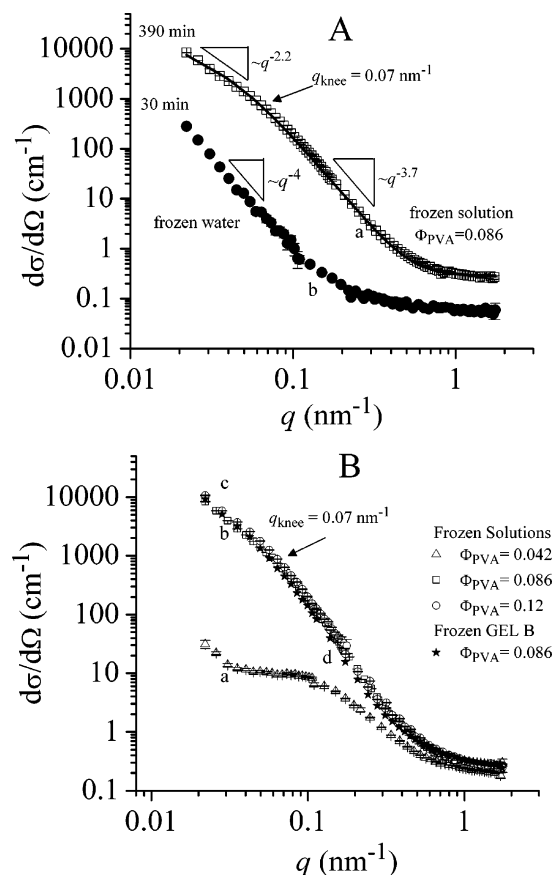 A
390 min
~q-2.2
qknee = 0.07 nm-1
30 min
~q-4
~q-3.7
frozen water
a
frozen solution
ΦPVA=0.086
b
dσ/dΩ (cm-1)
10000
1000
100
10
1
0.1
0.01
0.01
0.1
1
q (nm-1)
B
c
b
qknee = 0.07 nm-1
Frozen Solutions
ΦPVA= 0.042
ΦPVA= 0.086
ΦPVA= 0.12
Frozen GEL B
ΦPVA= 0.086
a
d
dσ/dΩ (cm-1)
10000
1000
100
10
1
0.1
0.01
0.1
1
q (nm-1)